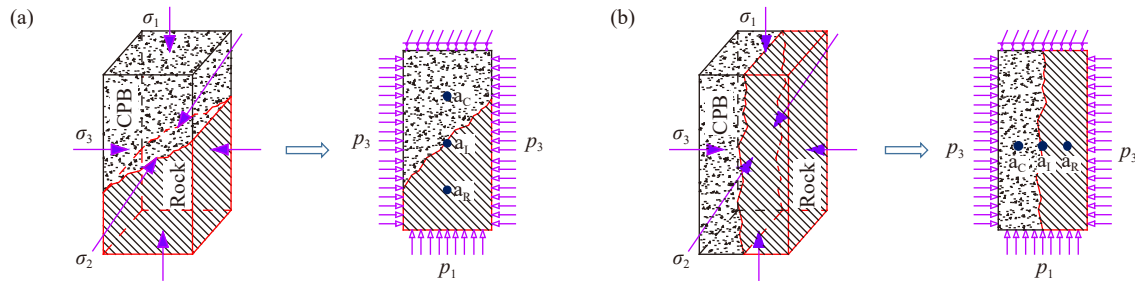 (a)
σ1
CPB
σ3
Rock
σ2
aC
aI
aR
p3
p3
p1
(b)
σ1
CPB
σ3
Rock
σ2
aC
aI
aR
p3
p3
p1